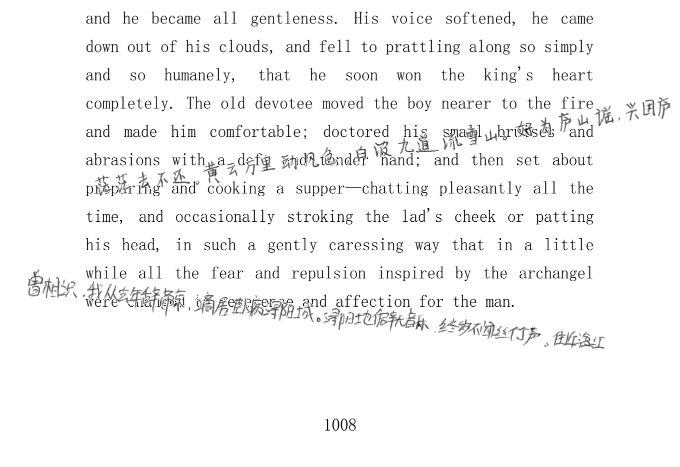 and he became all gentleness. His voice softened, he came
down out of his clouds, and fell to prattling along so simply
and so humanely, that he soon won the king's heart
completely. The old devotee moved the boy nearer to the fire
and made him comfortable; doctored his small bruises and
abrasions with a deft and tender hand; and then set about
preparing and cooking a supper—chatting pleasantly all the
time, and occasionally stroking the lad's cheek or patting
his head, in such a gently caressing way that in a little
while all the fear and repulsion inspired by the archangel
were changed to reverence and affection for the man.
茫茫去不还。黄云万里动风色,白波九道流雪山。好为庐山谣,兴因庐
曾相识,我从去年辞帝京,谪居卧病浔阳城。浔阳地僻无音乐,终岁不闻丝竹声。住近湓江
1008